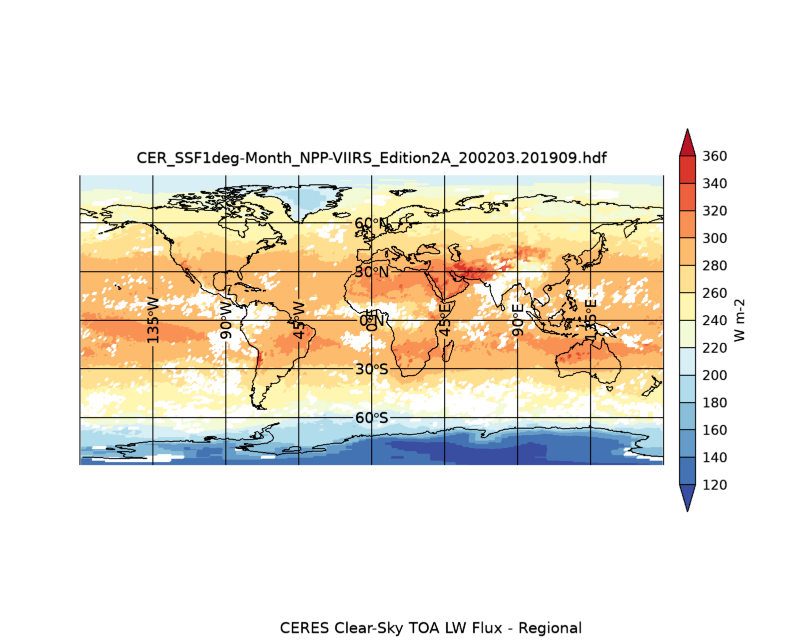 CER_SSF1deg-Month_NPP-VIIRS_Edition2A_200203.201909.hdf
360
340
320
300
280
260
240
220
200
180
160
140
120
W m-2
60°N
30°N
0°N
30°S
60°S
135°W
90°W
45°W
0°E
45°E
90°E
135°E
CERES Clear-Sky TOA LW Flux - Regional